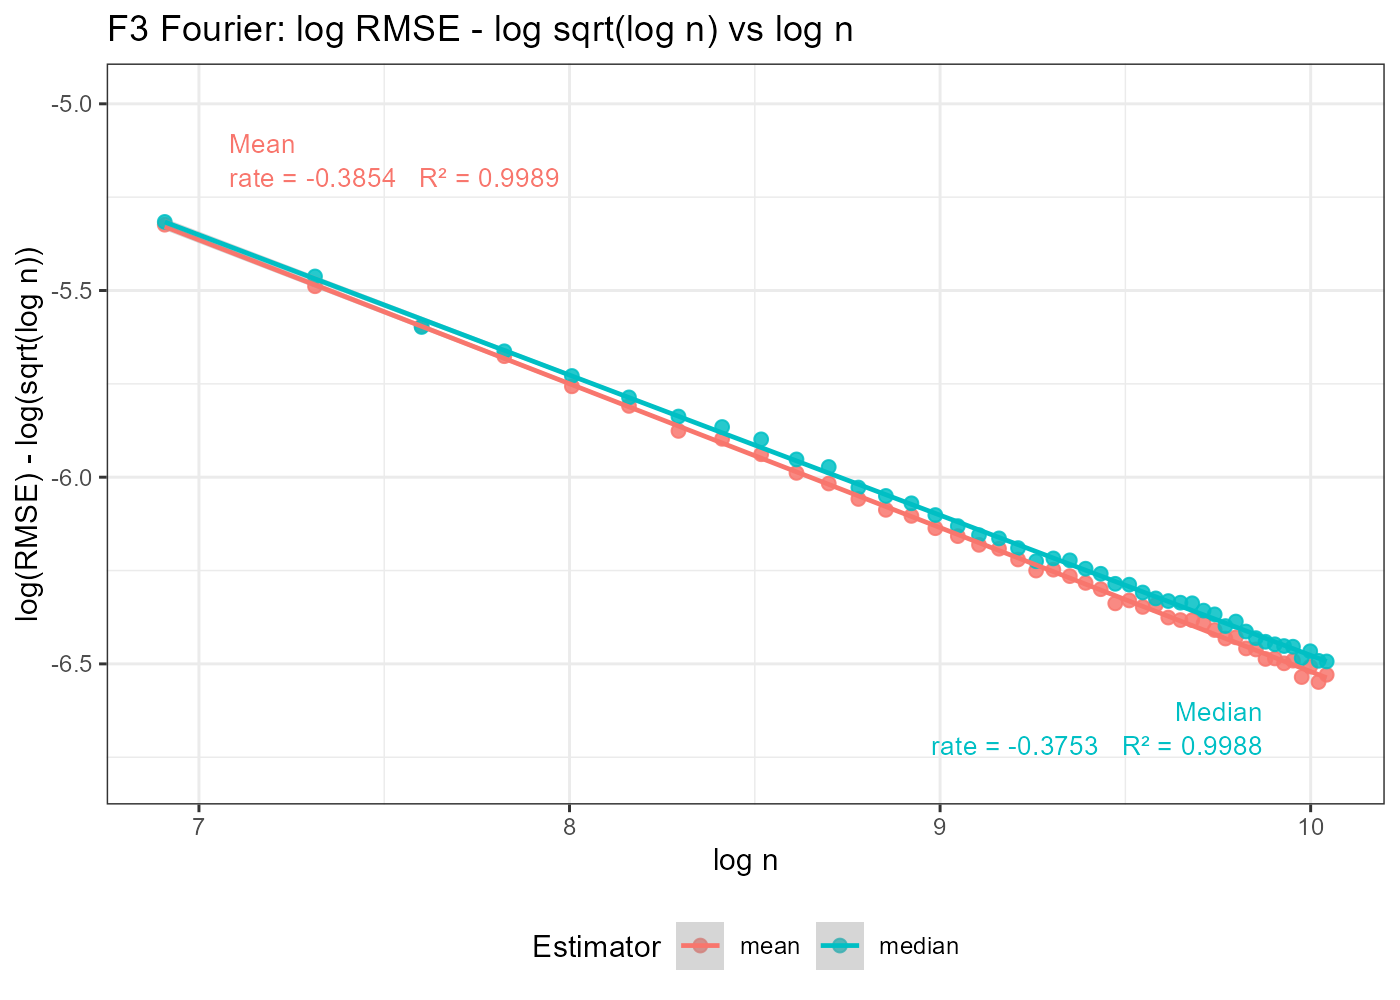 F3 Fourier: log RMSE - log sqrt(log n) vs log n
log(RMSE) - log(sqrt(log n))
-5.0
-5.5
-6.0
-6.5
Mean
rate = -0.3854   R² = 0.9989
Median
rate = -0.3753   R² = 0.9988
7
8
9
10
log n
Estimator
mean
median